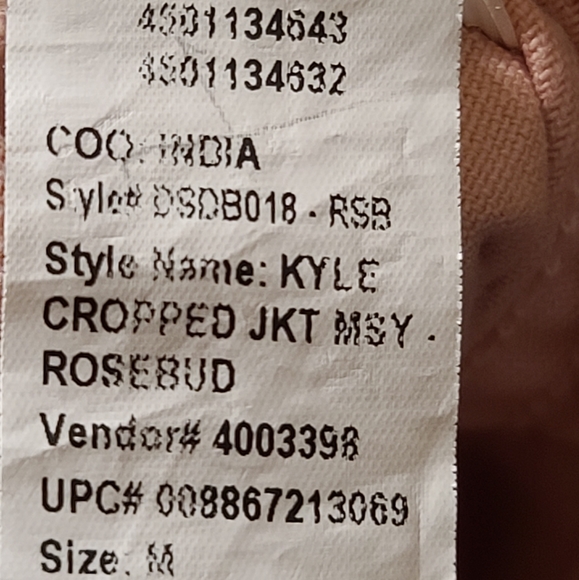 4501134643
4501134632
COO: INDIA
Style# DSDB018 - RSB
Style Name: KYLE
CROPPED JKT MSY -
ROSEBUD
Vendor# 4003398
UPC# 008867213069
Size: M